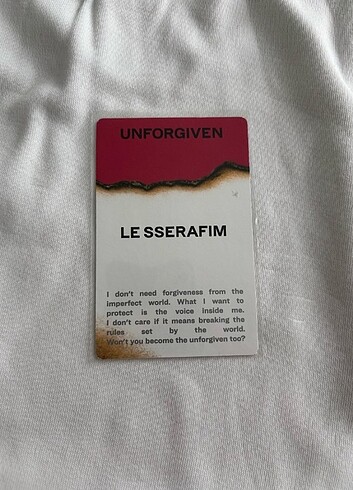 UNFORGIVEN
LE SSERAFIM
I don't need forgiveness from the
imperfect world. What I want to
protect is the voice inside me.
I don't care if it means breaking the
rules set by the world.
Won't you become the unforgiven too?